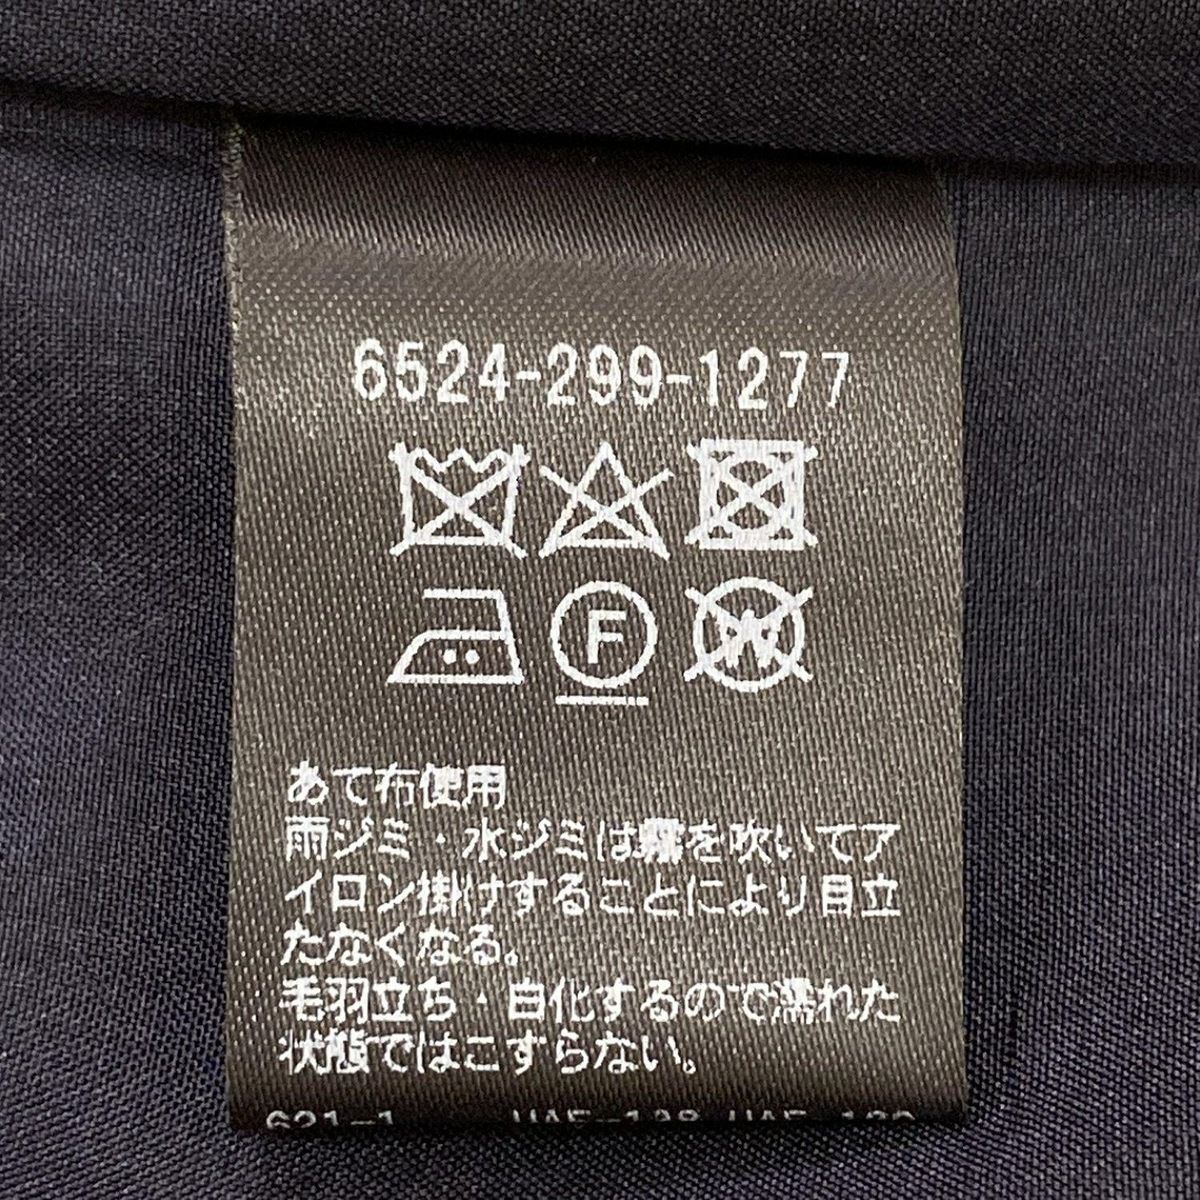 6524-299-1277
F
W
あて布使用
雨ジミ・水ジミは霧を吹いてア
イロン掛けすることにより目立
たなくなる。
毛羽立ち・白化するので濡れた
状態ではこすらない。
621-1